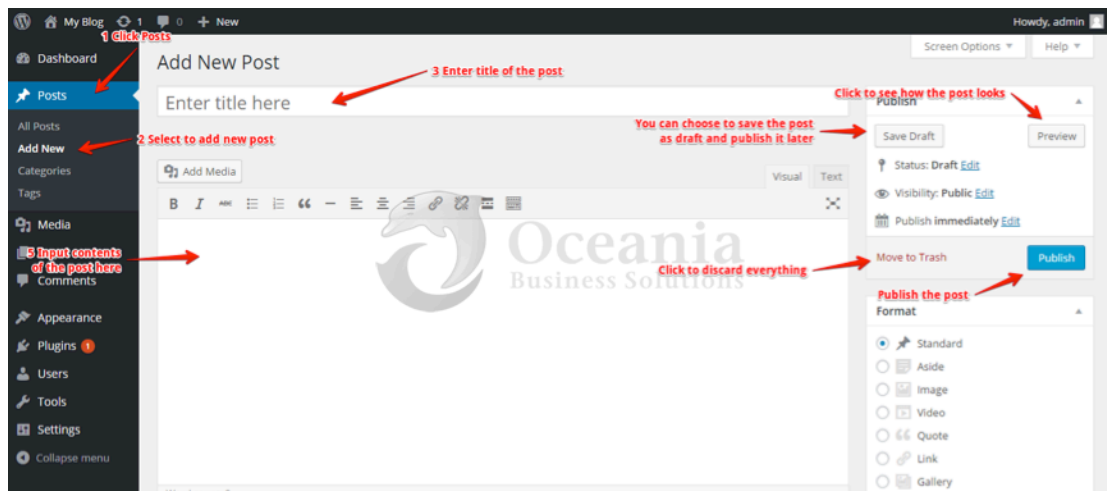 My Blog 1 0 + New
Howdy, admin
1 Click Posts
Screen Options
Help
Dashboard
Add New Post
3 Enter title of the post
Posts
Enter title here
Click to see how the post looks
Publish
All Posts
You can choose to save the post
as draft and publish it later
Save Draft
Preview
Add New
2 Select to add new post
Categories
Add Media
Visual
Text
Status: Draft Edit
Tags
Visibility: Public Edit
B I ABC
Media
Publish immediately Edit
5 Input contents
of the post here
Oceania
Business Solutions
Click to discard everything
Move to Trash
Publish
Comments
Publish the post
Format
Appearance
Standard
Plugins 1
Aside
Users
Image
Tools
Video
Settings
Quote
Collapse menu
Link
Gallery